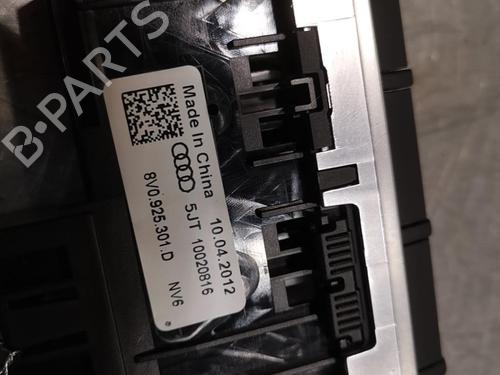 Made In China
5JT 10020816
10.04.2012
8V0.925.301.D
NV6
B-PARTS